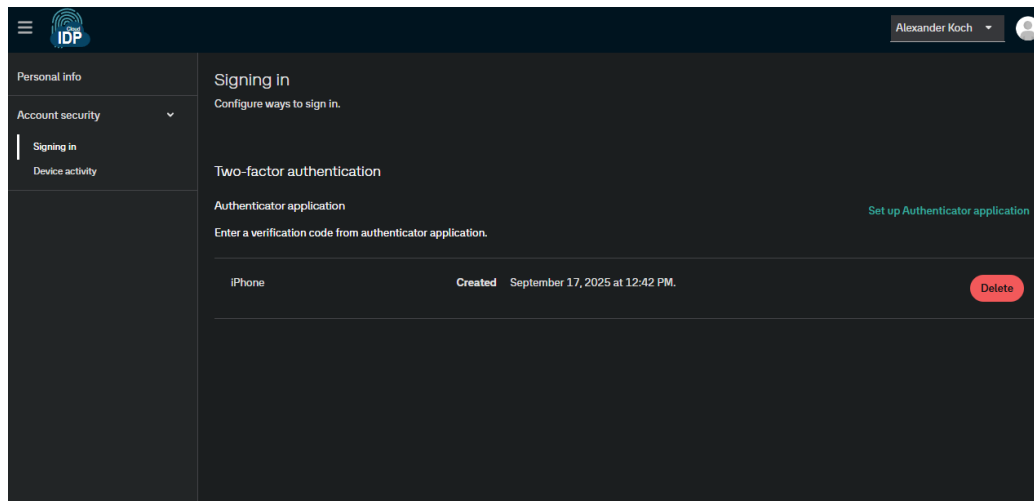 Cloud
IDP
Alexander Koch
Personal info
Account security
Signing in
Device activity
Signing in
Configure ways to sign in.
Two-factor authentication
Authenticator application
Set up Authenticator application
Enter a verification code from authenticator application.
iPhone Created September 17, 2025 at 12:42 PM.
Delete